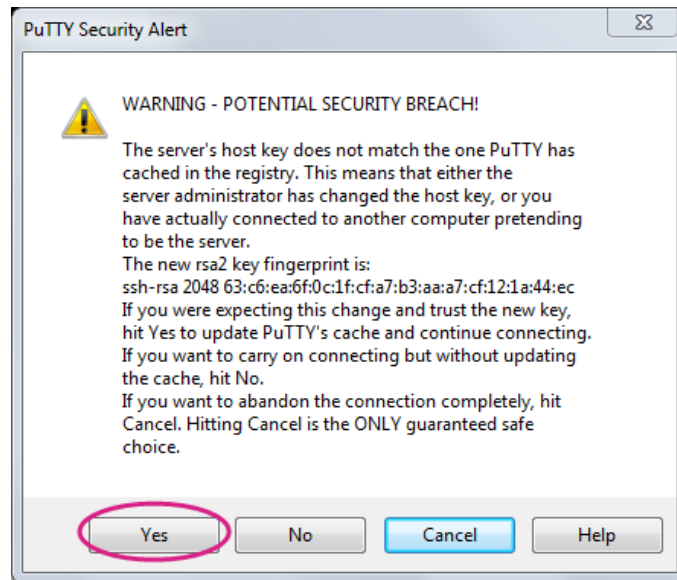 PuTTY Security Alert
WARNING - POTENTIAL SECURITY BREACH!
The server's host key does not match the one PuTTY has
cached in the registry. This means that either the
server administrator has changed the host key, or you
have actually connected to another computer pretending
to be the server.
The new rsa2 key fingerprint is:
ssh-rsa 2048 63:c6:ea:6f:0c:1f:cf:a7:b3:aa:a7:cf:12:1a:44:ec
If you were expecting this change and trust the new key,
hit Yes to update PuTTY's cache and continue connecting.
If you want to carry on connecting but without updating
the cache, hit No.
If you want to abandon the connection completely, hit
Cancel. Hitting Cancel is the ONLY guaranteed safe
choice.
Yes No Cancel Help